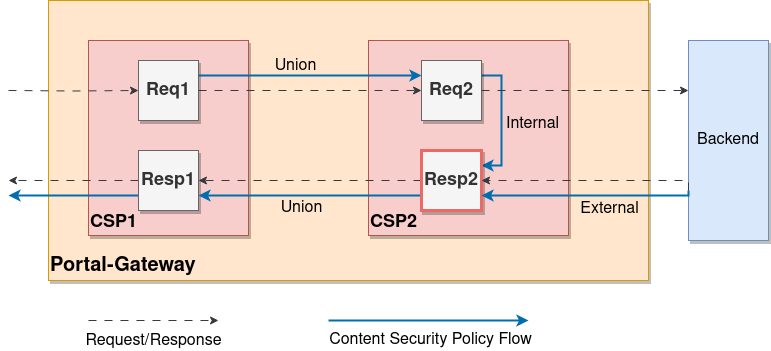 Union
Req1
Req2
Internal
Backend
Resp1
Resp2
Union
External
CSP1
CSP2
Portal-Gateway
Request/Response
Content Security Policy Flow